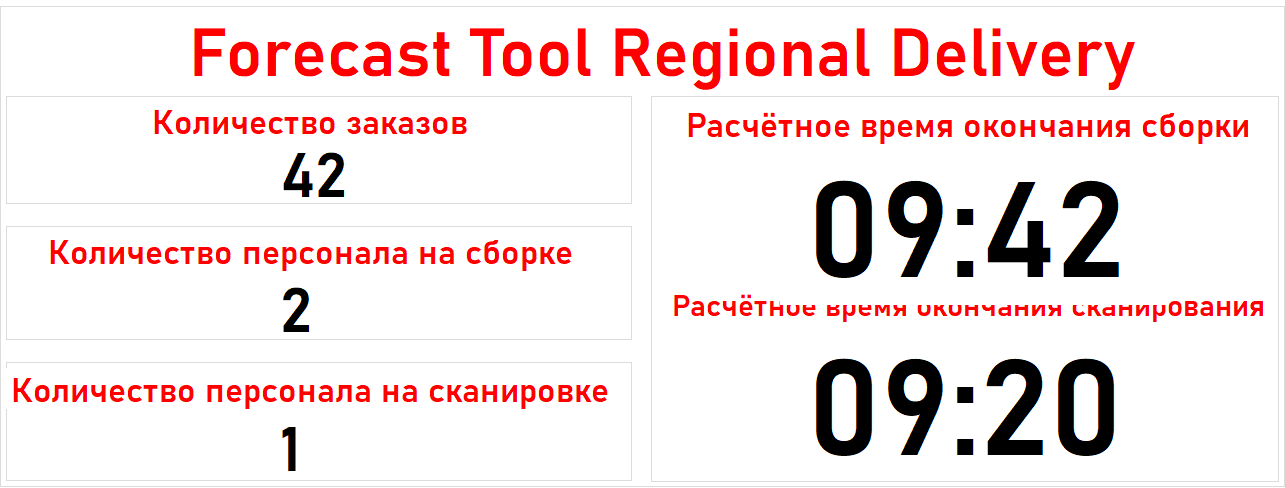 Forecast Tool Regional Delivery
Количество заказов
42
Количество персонала на сборке
2
Количество персонала на сканировке
1
Расчётное время окончания сборки
09:42
Расчётное время окончания сканирования
09:20